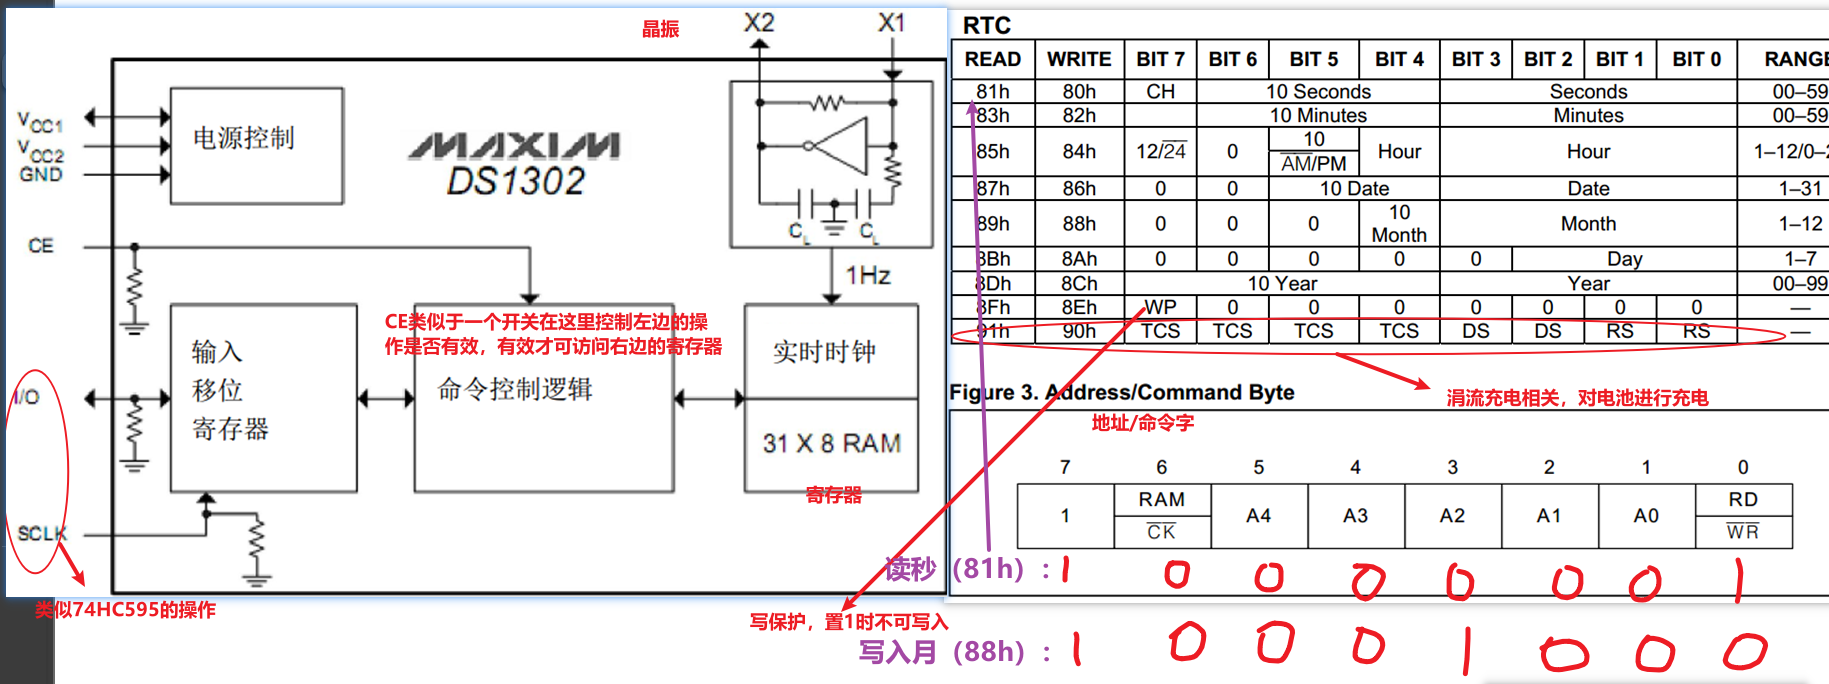 晶振
X2
X1
VCC1
VCC2
GND
电源控制
MAXIM
DS1302
CL
CL
CE
1Hz
CE类似于一个开关在这里控制左边的操
作是否有效，有效才可访问右边的寄存器
I/O
输入
移位
寄存器
命令控制逻辑
实时时钟
31 X 8 RAM
寄存器
SCLK
类似74HC595的操作
RTC
READ WRITE BIT 7 BIT 6 BIT 5 BIT 4 BIT 3 BIT 2 BIT 1 BIT 0 RANGE
81h 80h CH 10 Seconds Seconds 00–59
83h 82h 10 Minutes Minutes 00–59
85h 84h 12/24 0 10 AM/PM Hour Hour 1–12/0–2
87h 86h 0 0 10 Date Date 1–31
89h 88h 0 0 0 10 Month Month 1–12
8Bh 8Ah 0 0 0 0 0 Day 1–7
8Dh 8Ch 10 Year Year 00–99
8Fh 8Eh WP 0 0 0 0 0 0 0 —
91h 90h TCS TCS TCS TCS DS DS RS RS —
Figure 3. Address/Command Byte
涓流充电相关，对电池进行充电
地址/命令字
7 6 5 4 3 2 1 0
1 RAM CK A4 A3 A2 A1 A0 RD WR
读秒（81h）: 1 0 0 0 0 0 0 1
写保护，置1时不可写入
写入月（88h）: 1 0 0 0 1 0 0 0